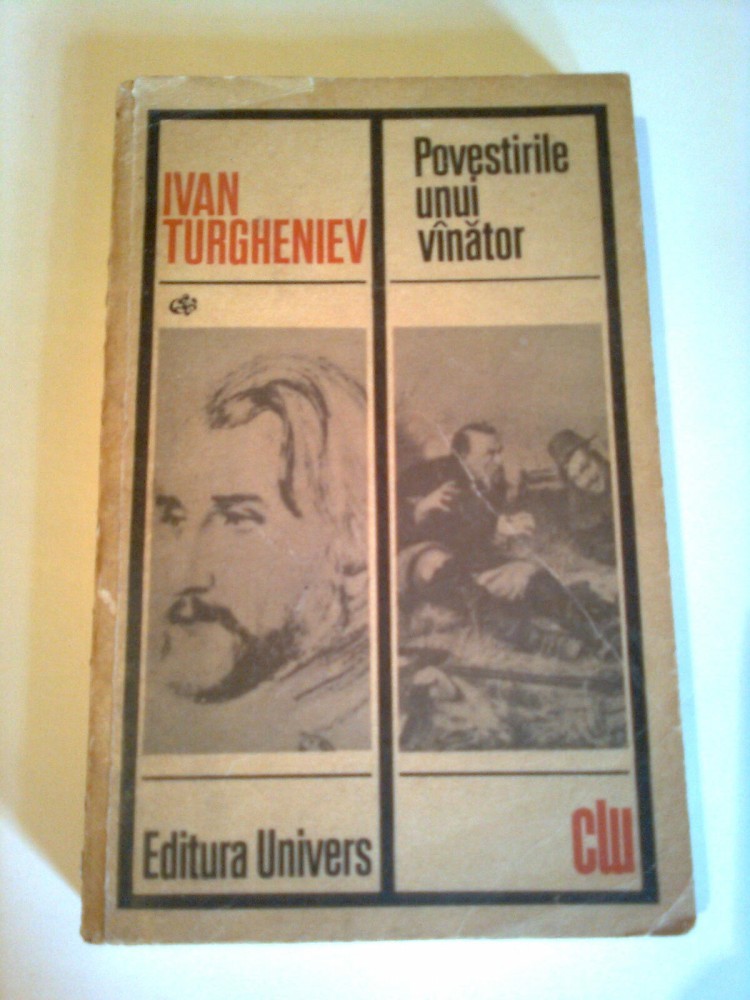 IVAN
TURGHENIEV
Povestirile
unui
vînător
Editura Univers
clu